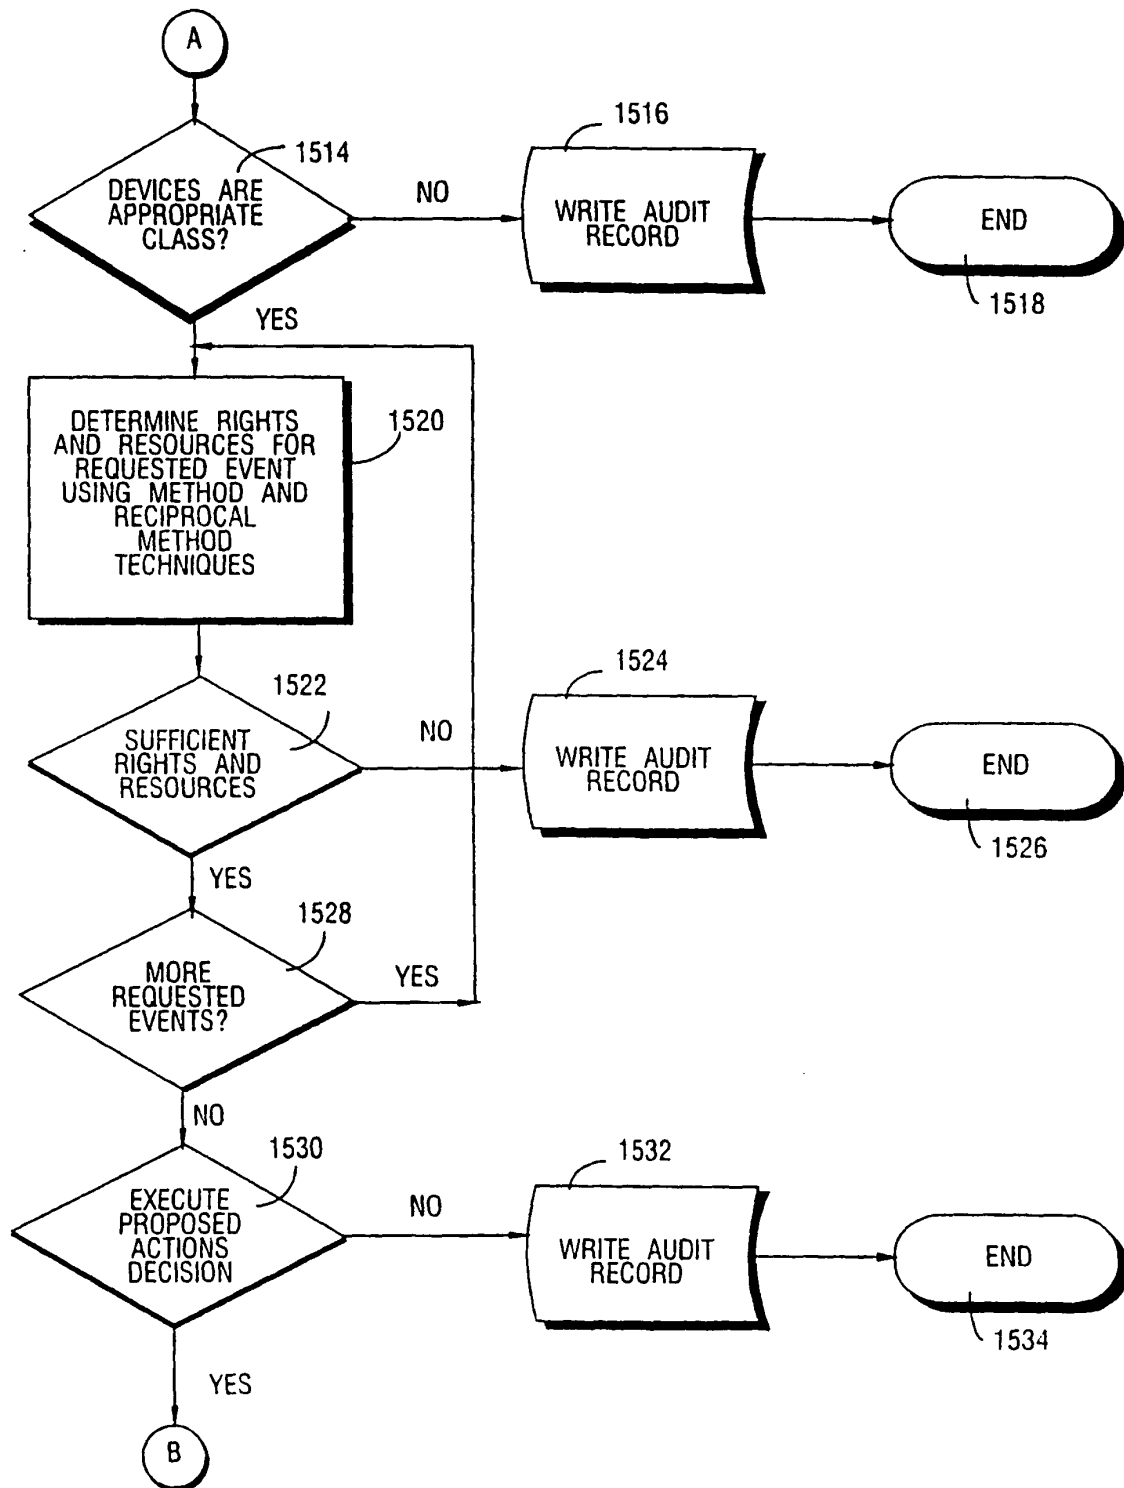 A
1514
DEVICES ARE
APPROPRIATE
CLASS?
NO
1516
WRITE AUDIT
RECORD
END
1518
YES
DETERMINE RIGHTS
AND RESOURCES FOR
REQUESTED EVENT
USING METHOD AND
RECIPROCAL
METHOD
TECHNIQUES
1520
1522
SUFFICIENT
RIGHTS AND
RESOURCES
NO
1524
WRITE AUDIT
RECORD
END
1526
YES
1528
MORE
REQUESTED
EVENTS?
YES
NO
1530
EXECUTE
PROPOSED
ACTIONS
DECISION
NO
1532
WRITE AUDIT
RECORD
END
1534
YES
B